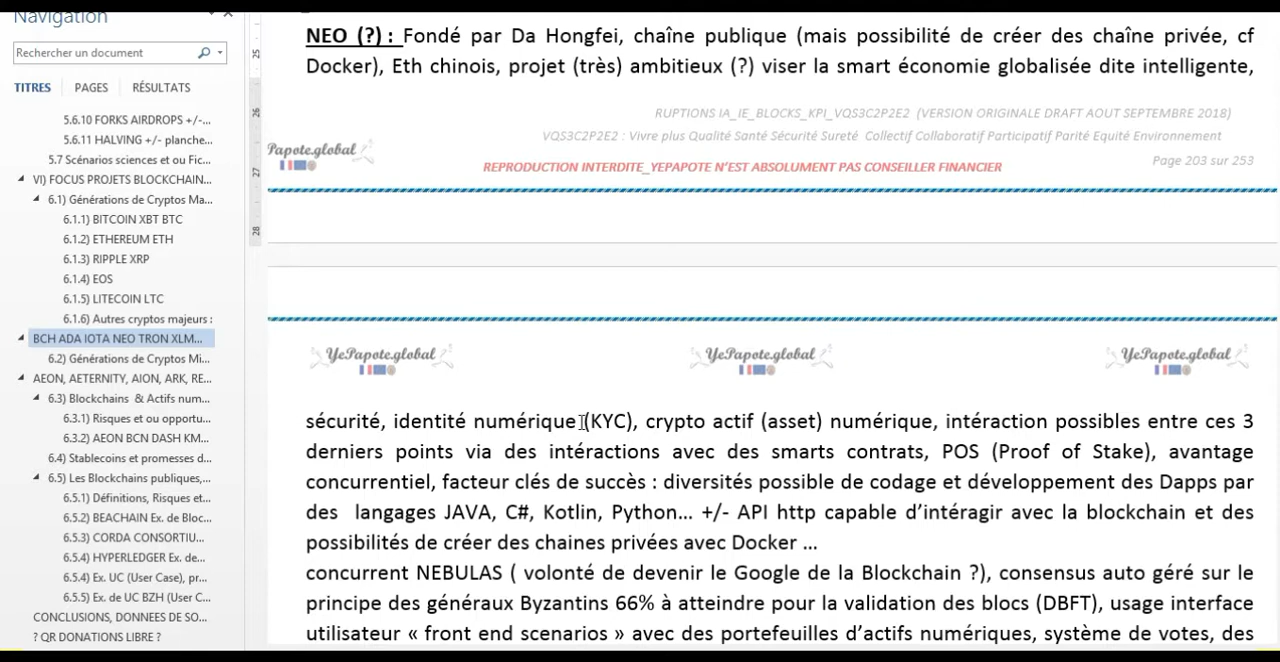 Navigation
Rechercher un document
TITRES PAGES RÉSULTATS
5.6.10 FORKS AIRDROPS +/-...
5.6.11 HALVING +/- planche...
5.7 Scénarios sciences et ou Fic...
VI) FOCUS PROJETS BLOCKCHAIN...
6.1) Générations de Cryptos Ma...
6.1.1) BITCOIN XBT BTC
6.1.2) ETHEREUM ETH
6.1.3) RIPPLE XRP
6.1.4) EOS
6.1.5) LITECOIN LTC
6.1.6) Autres cryptos majeurs :
BCH ADA IOTA NEO TRON XLM...
6.2) Générations de Cryptos Mi...
AEON, AETERNITY, AION, ARK, RE...
6.3) Blockchains & Actifs num...
6.3.1) Risques et ou opportu...
6.3.2) AEON BCN DASH KM...
6.4) Stablecoins et promesses d...
6.5) Les Blockchains publiques,...
6.5.1) Définitions, Risques et...
6.5.2) BEACHAIN Ex. de Bloc...
6.5.3) CORDA CONSORTIU...
6.5.4) HYPERLEDGER Ex. de...
6.5.4) Ex. UC (User Case), pr...
6.5.5) Ex. de UC BZH (User C...
CONCLUSIONS, DONNEES DE SO...
? QR DONATIONS LIBRE ?
25
26
27
28
NEO (?) : Fondé par Da Hongfei, chaîne publique (mais possibilité de créer des chaîne privée, cf
Docker), Eth chinois, projet (très) ambitieux (?) viser la smart économie globalisée dite intelligente,
RUPTIONS IA_IE_BLOCKS_KPI_VQS3C2P2E2 (VERSION ORIGINALE DRAFT AOUT SEPTEMBRE 2018)
VQS3C2P2E2 : Vivre plus Qualité Santé Sécurité Sureté Collectif Collaboratif Participatif Parité Equité Environnement
Papote.global
REPRODUCTION INTERDITE_YEPAPOTE N'EST ABSOLUMENT PAS CONSEILLER FINANCIER
Page 203 sur 253
YePapote.global YePapote.global YePapote.global
sécurité, identité numérique (KYC), crypto actif (asset) numérique, intéraction possibles entre ces 3
derniers points via des intéractions avec des smarts contrats, POS (Proof of Stake), avantage
concurrentiel, facteur clés de succès : diversités possible de codage et développement des Dapps par
des langages JAVA, C#, Kotlin, Python... +/- API http capable d'intéragir avec la blockchain et des
possibilités de créer des chaines privées avec Docker ...
concurrent NEBULAS ( volonté de devenir le Google de la Blockchain ?), consensus auto géré sur le
principe des généraux Byzantins 66% à atteindre pour la validation des blocs (DBFT), usage interface
utilisateur « front end scenarios » avec des portefeuilles d'actifs numériques, système de votes, des